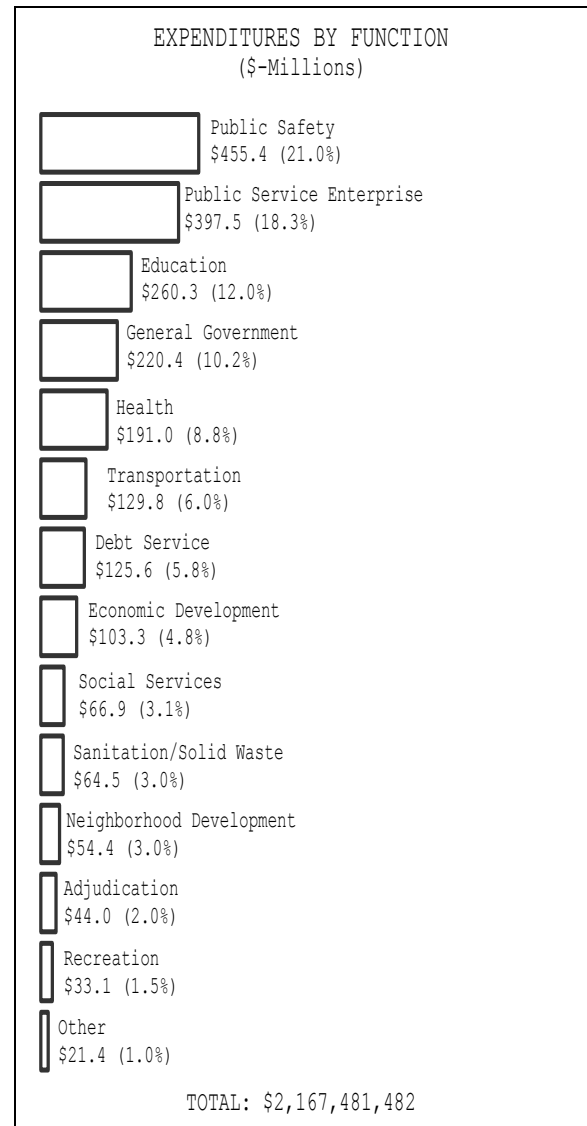 EXPENDITURES BY FUNCTION
($-Millions)
Public Safety
$455.4 (21.0%)
Public Service Enterprise
$397.5 (18.3%)
Education
$260.3 (12.0%)
General Government
$220.4 (10.2%)
Health
$191.0 (8.8%)
Transportation
$129.8 (6.0%)
Debt Service
$125.6 (5.8%)
Economic Development
$103.3 (4.8%)
Social Services
$66.9 (3.1%)
Sanitation/Solid Waste
$64.5 (3.0%)
Neighborhood Development
$54.4 (3.0%)
Adjudication
$44.0 (2.0%)
Recreation
$33.1 (1.5%)
Other
$21.4 (1.0%)
TOTAL: $2,167,481,482